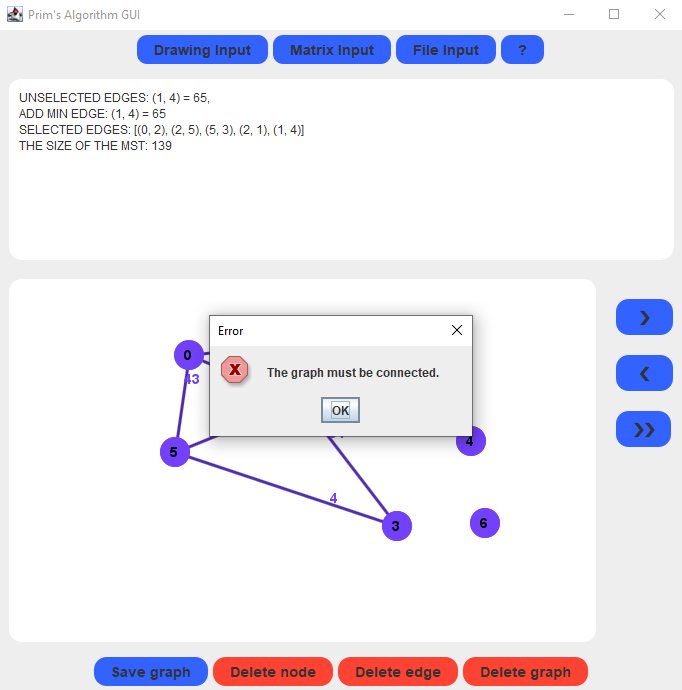 Prim's Algorithm GUI
Drawing Input Matrix Input File Input ?
UNSELECTED EDGES: (1, 4) = 65,
ADD MIN EDGE: (1, 4) = 65
SELECTED EDGES: [(0, 2), (2, 5), (5, 3), (2, 1), (1, 4)]
THE SIZE OF THE MST: 139
Error
0
The graph must be connected.
43
OK
4
5
4
3
6
Save graph Delete node Delete edge Delete graph